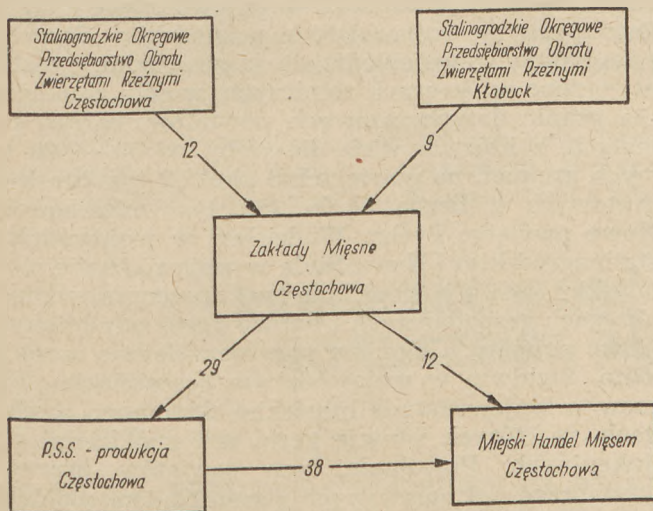 Stalinogrodzkie Okręgowe
Przedsiębiorstwo Obrotu
Zwierzętami Rzeźnymi
Częstochowa
Stalinogrodzkie Okręgowe
Przedsiębiorstwo Obrotu
Zwierzętami Rzeźnymi
Kłobuck
12
9
Zakłady Mięsne
Częstochowa
29
12
P.S.S. - produkcja
Częstochowa
38
Miejski Handel Mięsem
Częstochowa